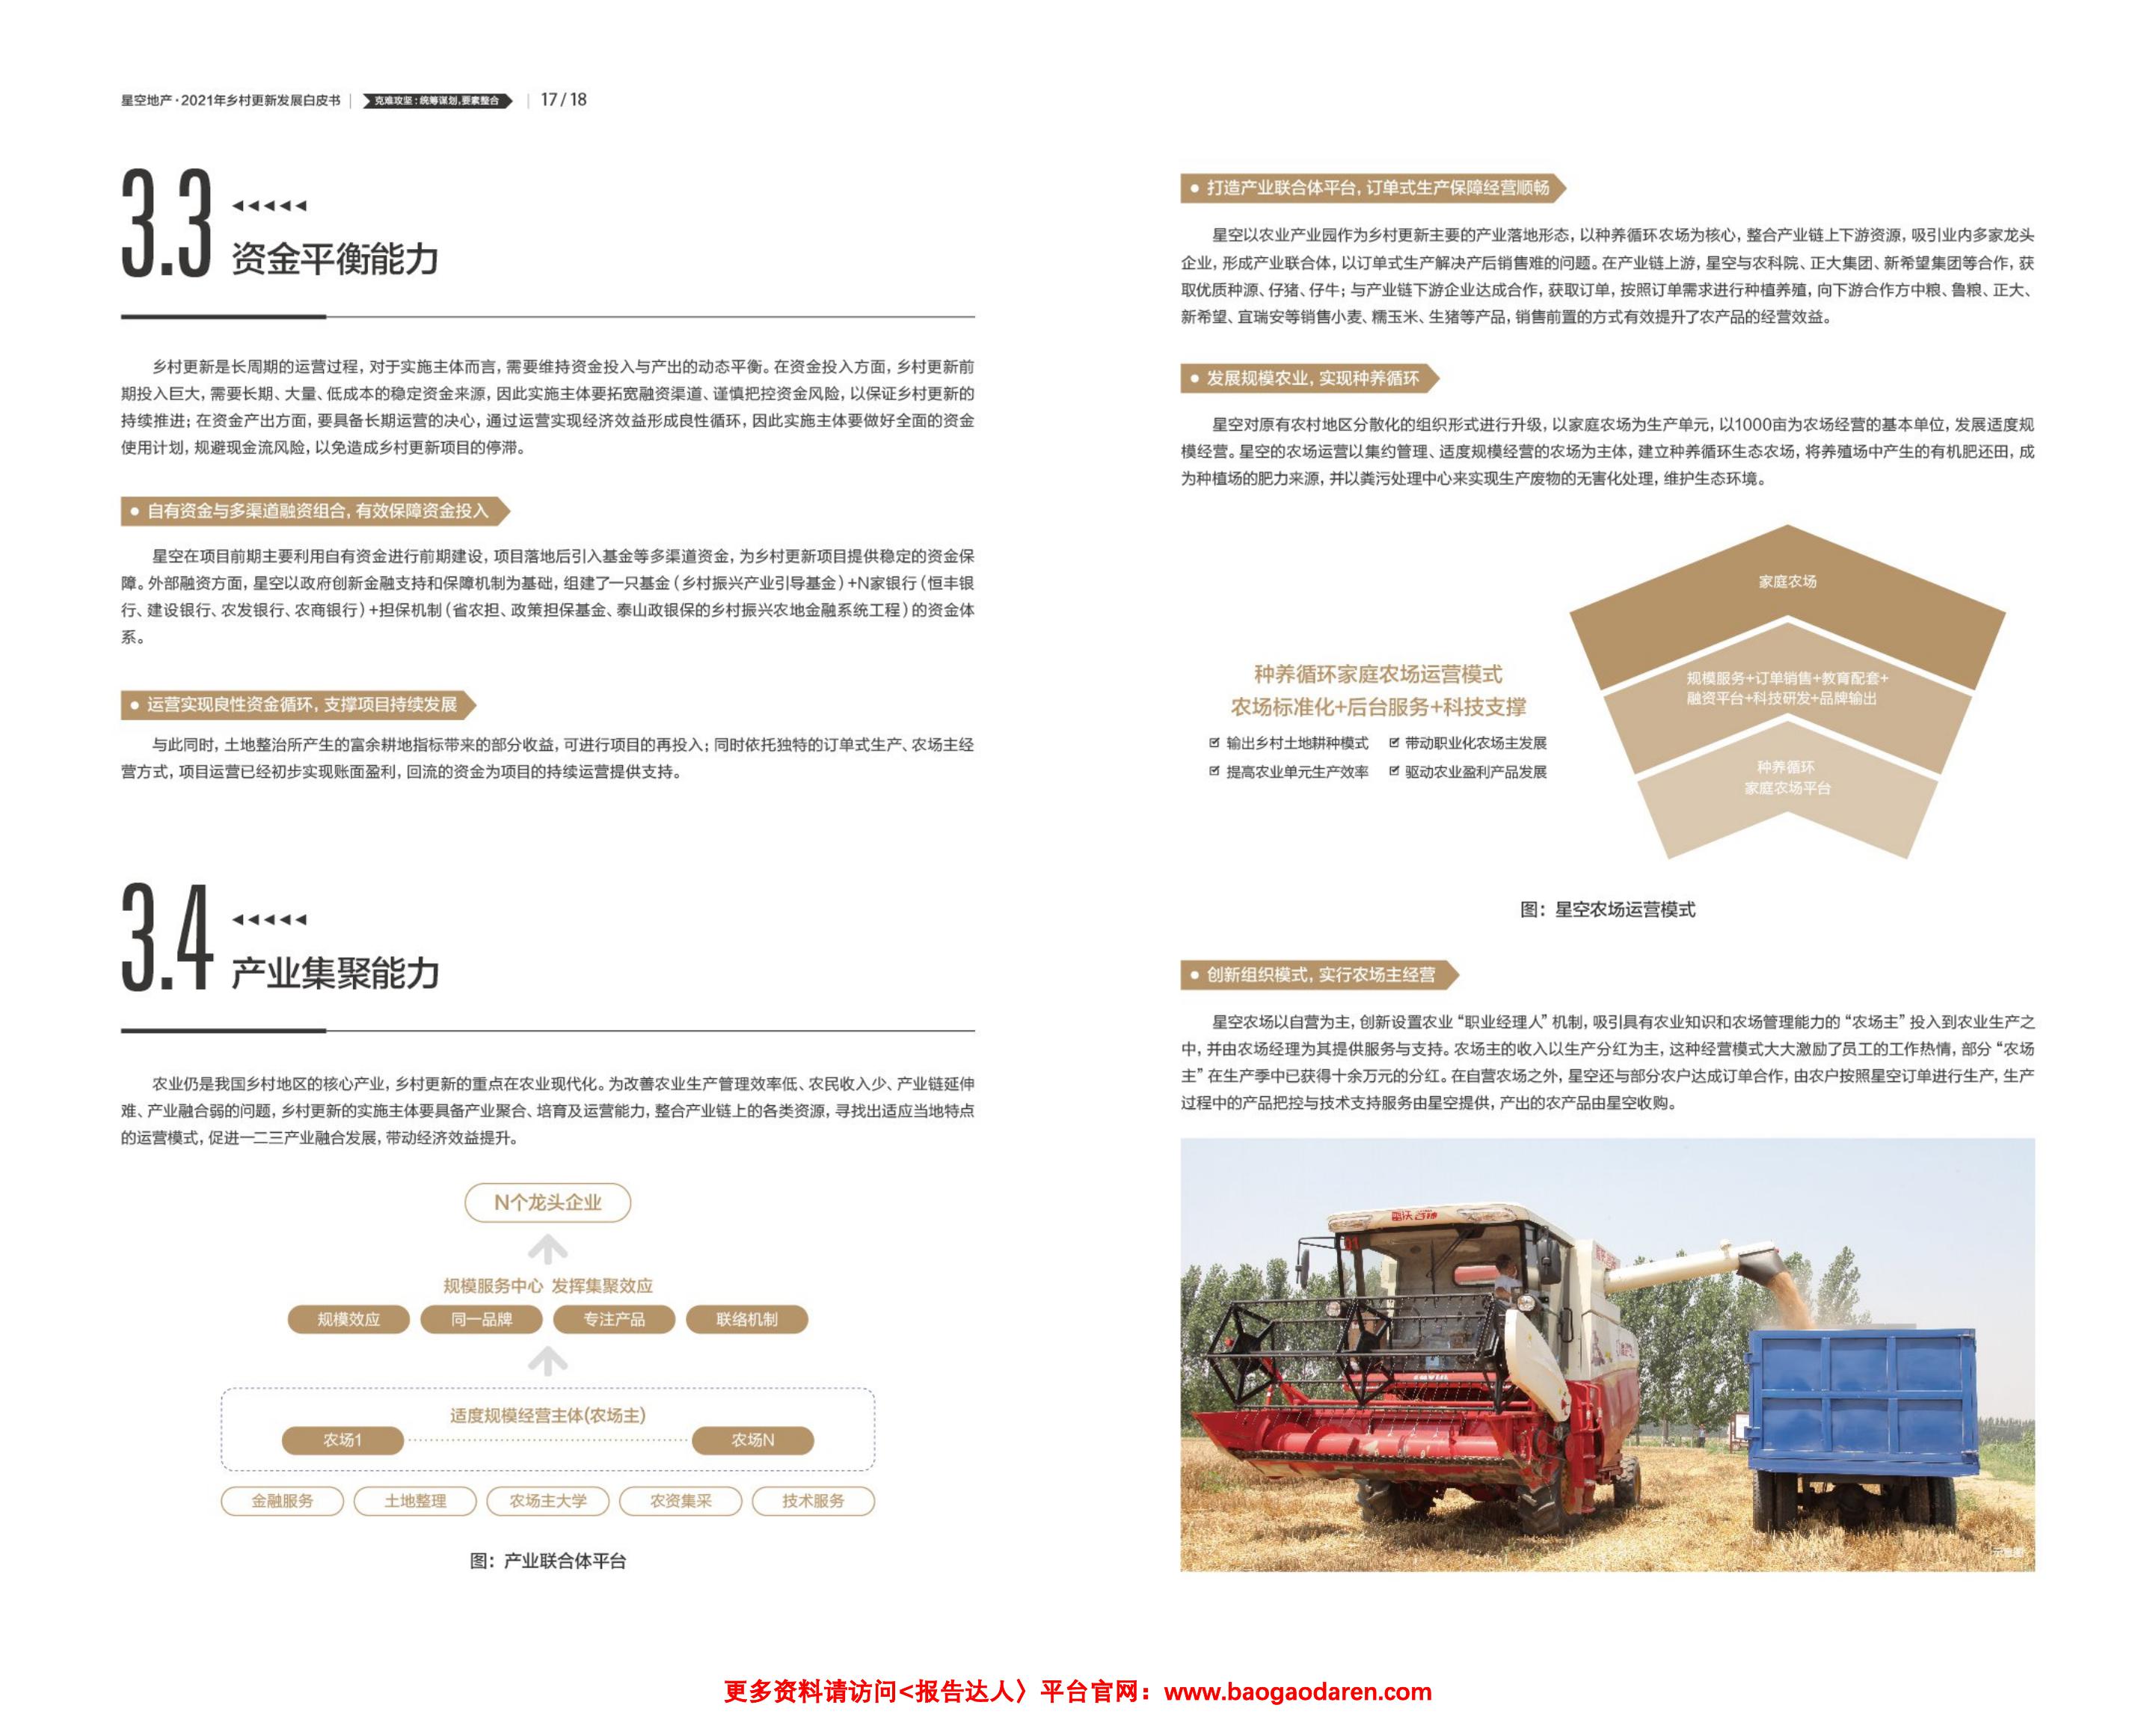 星空地产·2021年乡村更新发展白皮书
克难攻坚：统筹谋划，要素整合
17/18
3.3
资金平衡能力
乡村更新是长周期的运营过程，对于实施主体而言，需要维持资金投入与产出的动态平衡。在资金投入方面，乡村更新前
期投入巨大，需要长期、大量、低成本的稳定资金来源，因此实施主体要拓宽融资渠道、谨慎把控资金风险，以保证乡村更新的
持续推进；在资金产出方面，要具备长期运营的决心，通过运营实现经济效益形成良性循环，因此实施主体要做好全面的资金
使用计划，规避现金流风险，以免造成乡村更新项目的停滞。
自有资金与多渠道融资组合，有效保障资金投入
星空在项目前期主要利用自有资金进行前期建设，项目落地后引入基金等多渠道资金，为乡村更新项目提供稳定的资金保
障。外部融资方面，星空以政府创新金融支持和保障机制为基础，组建了一只基金（乡村振兴产业引导基金）+N家银行（恒丰银
行、建设银行、农发银行、农商银行）+担保机制（省农担、政策担保基金、泰山政银保的乡村振兴农地金融系统工程）的资金体
系。
运营实现良性资金循环，支撑项目持续发展
与此同时，土地整治所产生的富余耕地指标带来的部分收益，可进行项目的再投入；同时依托独特的订单式生产、农场主经
营方式，项目运营已经初步实现账面盈利，回流的资金为项目的持续运营提供支持。
3.4
产业集聚能力
农业仍是我国乡村地区的核心产业，乡村更新的重点在农业现代化。为改善农业生产管理效率低、农民收入少、产业链延伸
难、产业融合弱的问题，乡村更新的实施主体要具备产业聚合、培育及运营能力，整合产业链上的各类资源，寻找出适应当地特点
的运营模式，促进一二三产业融合发展，带动经济效益提升。
N个龙头企业
规模服务中心 发挥集聚效应
规模效应 同一品牌 专注产品 联络机制
适度规模经营主体(农场主)
农场1 农场N
金融服务 土地整理 农场主大学 农资集采 技术服务
图：产业联合体平台
打造产业联合体平台，订单式生产保障经营顺畅
星空以农业产业园作为乡村更新主要的产业落地形态，以种养循环农场为核心，整合产业链上下游资源，吸引业内多家龙头
企业，形成产业联合体，以订单式生产解决产后销售难的问题。在产业链上游，星空与农科院、正大集团、新希望集团等合作，获
取优质种源、仔猪、仔牛；与产业链下游企业达成合作，获取订单，按照订单需求进行种植养殖，向下游合作方中粮、鲁粮、正大、
新希望、宜瑞安等销售小麦、糯玉米、生猪等产品，销售前置的方式有效提升了农产品的经营效益。
发展规模农业，实现种养循环
星空对原有农村地区分散化的组织形式进行升级，以家庭农场为生产单元，以1000亩为农场经营的基本单位，发展适度规
模经营。星空的农场运营以集约管理、适度规模经营的农场为主体，建立种养循环生态农场，将养殖场中产生的有机肥还田，成
为种植场的肥力来源，并以粪污处理中心来实现生产废物的无害化处理，维护生态环境。
种养循环家庭农场运营模式
农场标准化+后台服务+科技支撑
输出乡村土地耕种模式 带动职业化农场主发展
提高农业单元生产效率 驱动农业盈利产品发展
家庭农场
规模服务+订单销售+教育配套+
融资平台+科技研发+品牌输出
种养循环
家庭农场平台
图：星空农场运营模式
创新组织模式，实行农场主经营
星空农场以自营为主，创新设置农业“职业经理人”机制，吸引具有农业知识和农场管理能力的“农场主”投入到农业生产之
中，并由农场经理为其提供服务与支持。农场主的收入以生产分红为主，这种经营模式大大激励了员工的工作热情，部分“农场
主”在生产季中已获得十余万元的分红。在自营农场之外，星空还与部分农户达成订单合作，由农户按照星空订单进行生产，生产
过程中的产品把控与技术支持服务由星空提供，产出的农产品由星空收购。
更多资料请访问<报告达人〉平台官网：www.baogaodaren.com